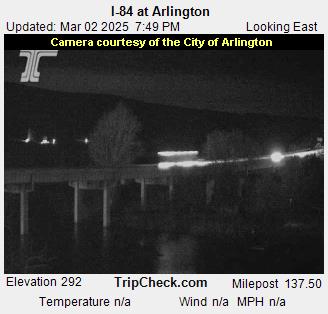 I-84 at Arlington
Updated: Mar 02 2025 7:49 PM Looking East
Camera courtesy of the City of Arlington
Elevation 292 TripCheck.com Milepost 137.50
Temperature n/a Wind n/a MPH n/a